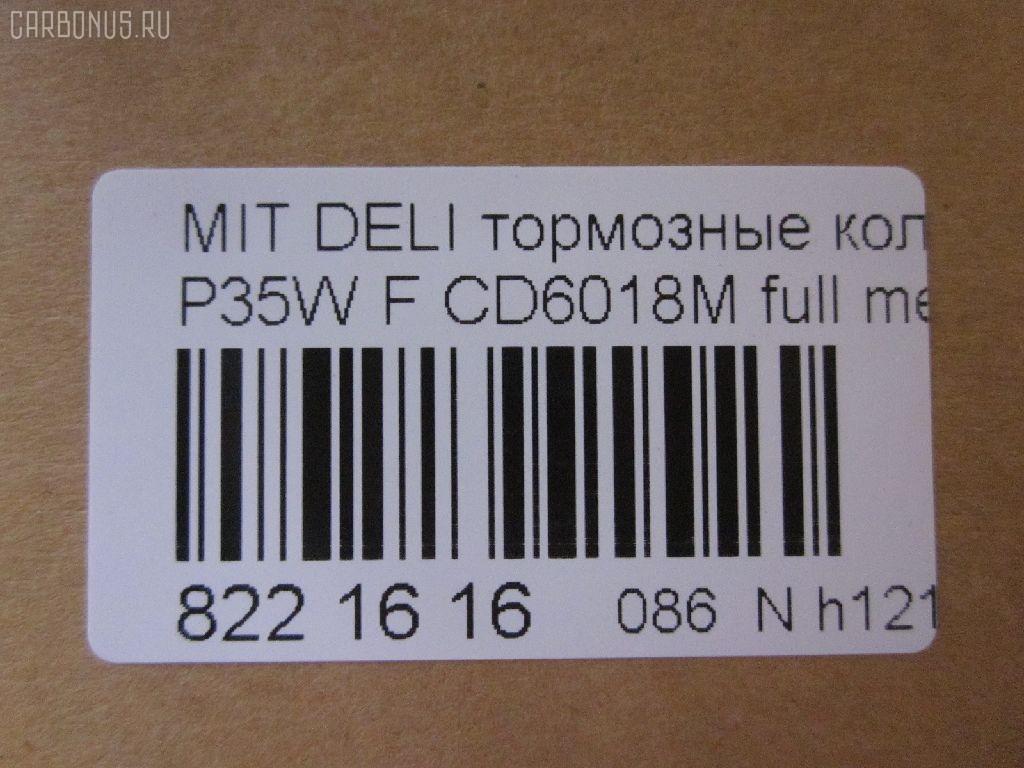 CARBONUS.RU
MIT DELI тормозные кол
P35W F CD6018M full me
822 16 16 086 N h121